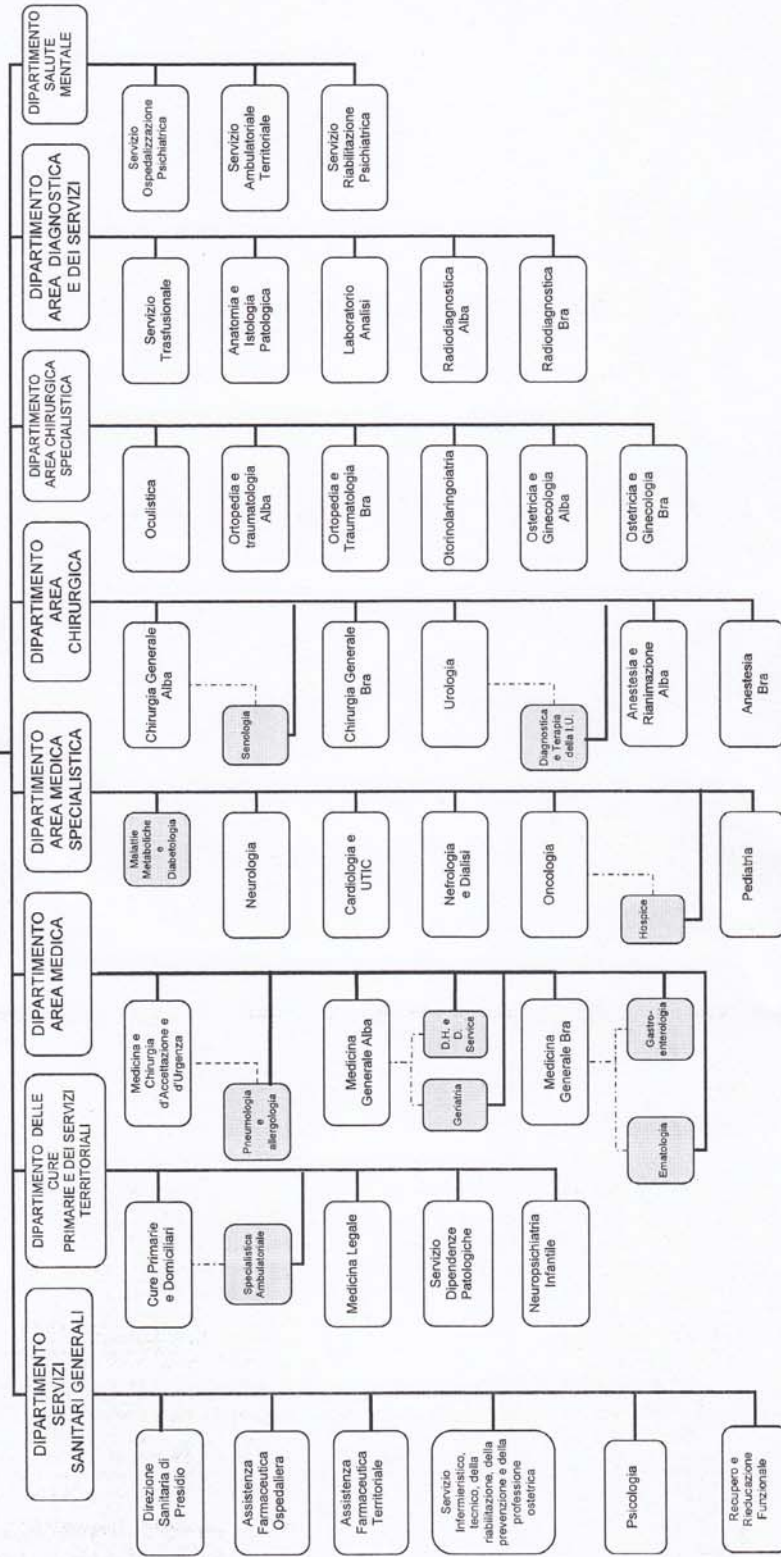 DIPARTIMENTO
SERVIZI
SANITARI GENERALI
Direzione
Sanitaria di
Presidio
Assistenza
Farmaceutica
Ospedaliera
Assistenza
Farmaceutica
Territoriale
Servizio
Infermieristico,
tecnico, della
riabilitazione, della
prevenzione e della
professione
ostetrica
Psicologia
Recupero e
Rieducazione
Funzionale
DIPARTIMENTO DELLE
CURE
PRIMARIE E DEI SERVIZI
TERRITORIALI
Cure Primarie
e Domiciliari
Specialistica
Ambulatoriale
Medicina Legale
Servizio
Dipendenze
Patologiche
Neuropsichiatria
Infantile
DIPARTIMENTO
AREA MEDICA
Medicina e
Chirurgia
d'Accettazione e
d'Urgenza
Pneumologia
e
allergologia
Medicina
Generale Alba
Geriatria
D.H. e
D.
Service
Medicina
Generale Bra
Ematologia
Gastro-
enterologia
DIPARTIMENTO
AREA MEDICA
SPECIALISTICA
Malattie
Metaboliche
e
Diabetologia
Neurologia
Cardiologia e
UTIC
Nefrologia
e Dialisi
Oncologia
Hospice
Pediatria
DIPARTIMENTO
AREA
CHIRURGICA
Chirurgia Generale
Alba
Senologia
Chirurgia Generale
Bra
Urologia
Diagnostica
e Terapia
della I.U.
Anestesia e
Rianimazione
Alba
Anestesia
Bra
DIPARTIMENTO
AREA CHIRURGICA
SPECIALISTICA
Oculistica
Ortopedia e
traumatologia
Alba
Ortopedia e
Traumatologia
Bra
Otorinolaringoiatria
Ostetricia e
Ginecologia
Alba
Ostetricia e
Ginecologia
Bra
DIPARTIMENTO
AREA DIAGNOSTICA
E DEI SERVIZI
Servizio
Trasfusionale
Anatomia e
Istologia
Patologica
Laboratorio
Analisi
Radiodiagnostica
Alba
Radiodiagnostica
Bra
DIPARTIMENTO
SALUTE
MENTALE
Servizio
Ospedalizzazione
Psichiatrica
Servizio
Ambulatoriale
Territoriale
Servizio
Riabilitazione
Psichiatrica